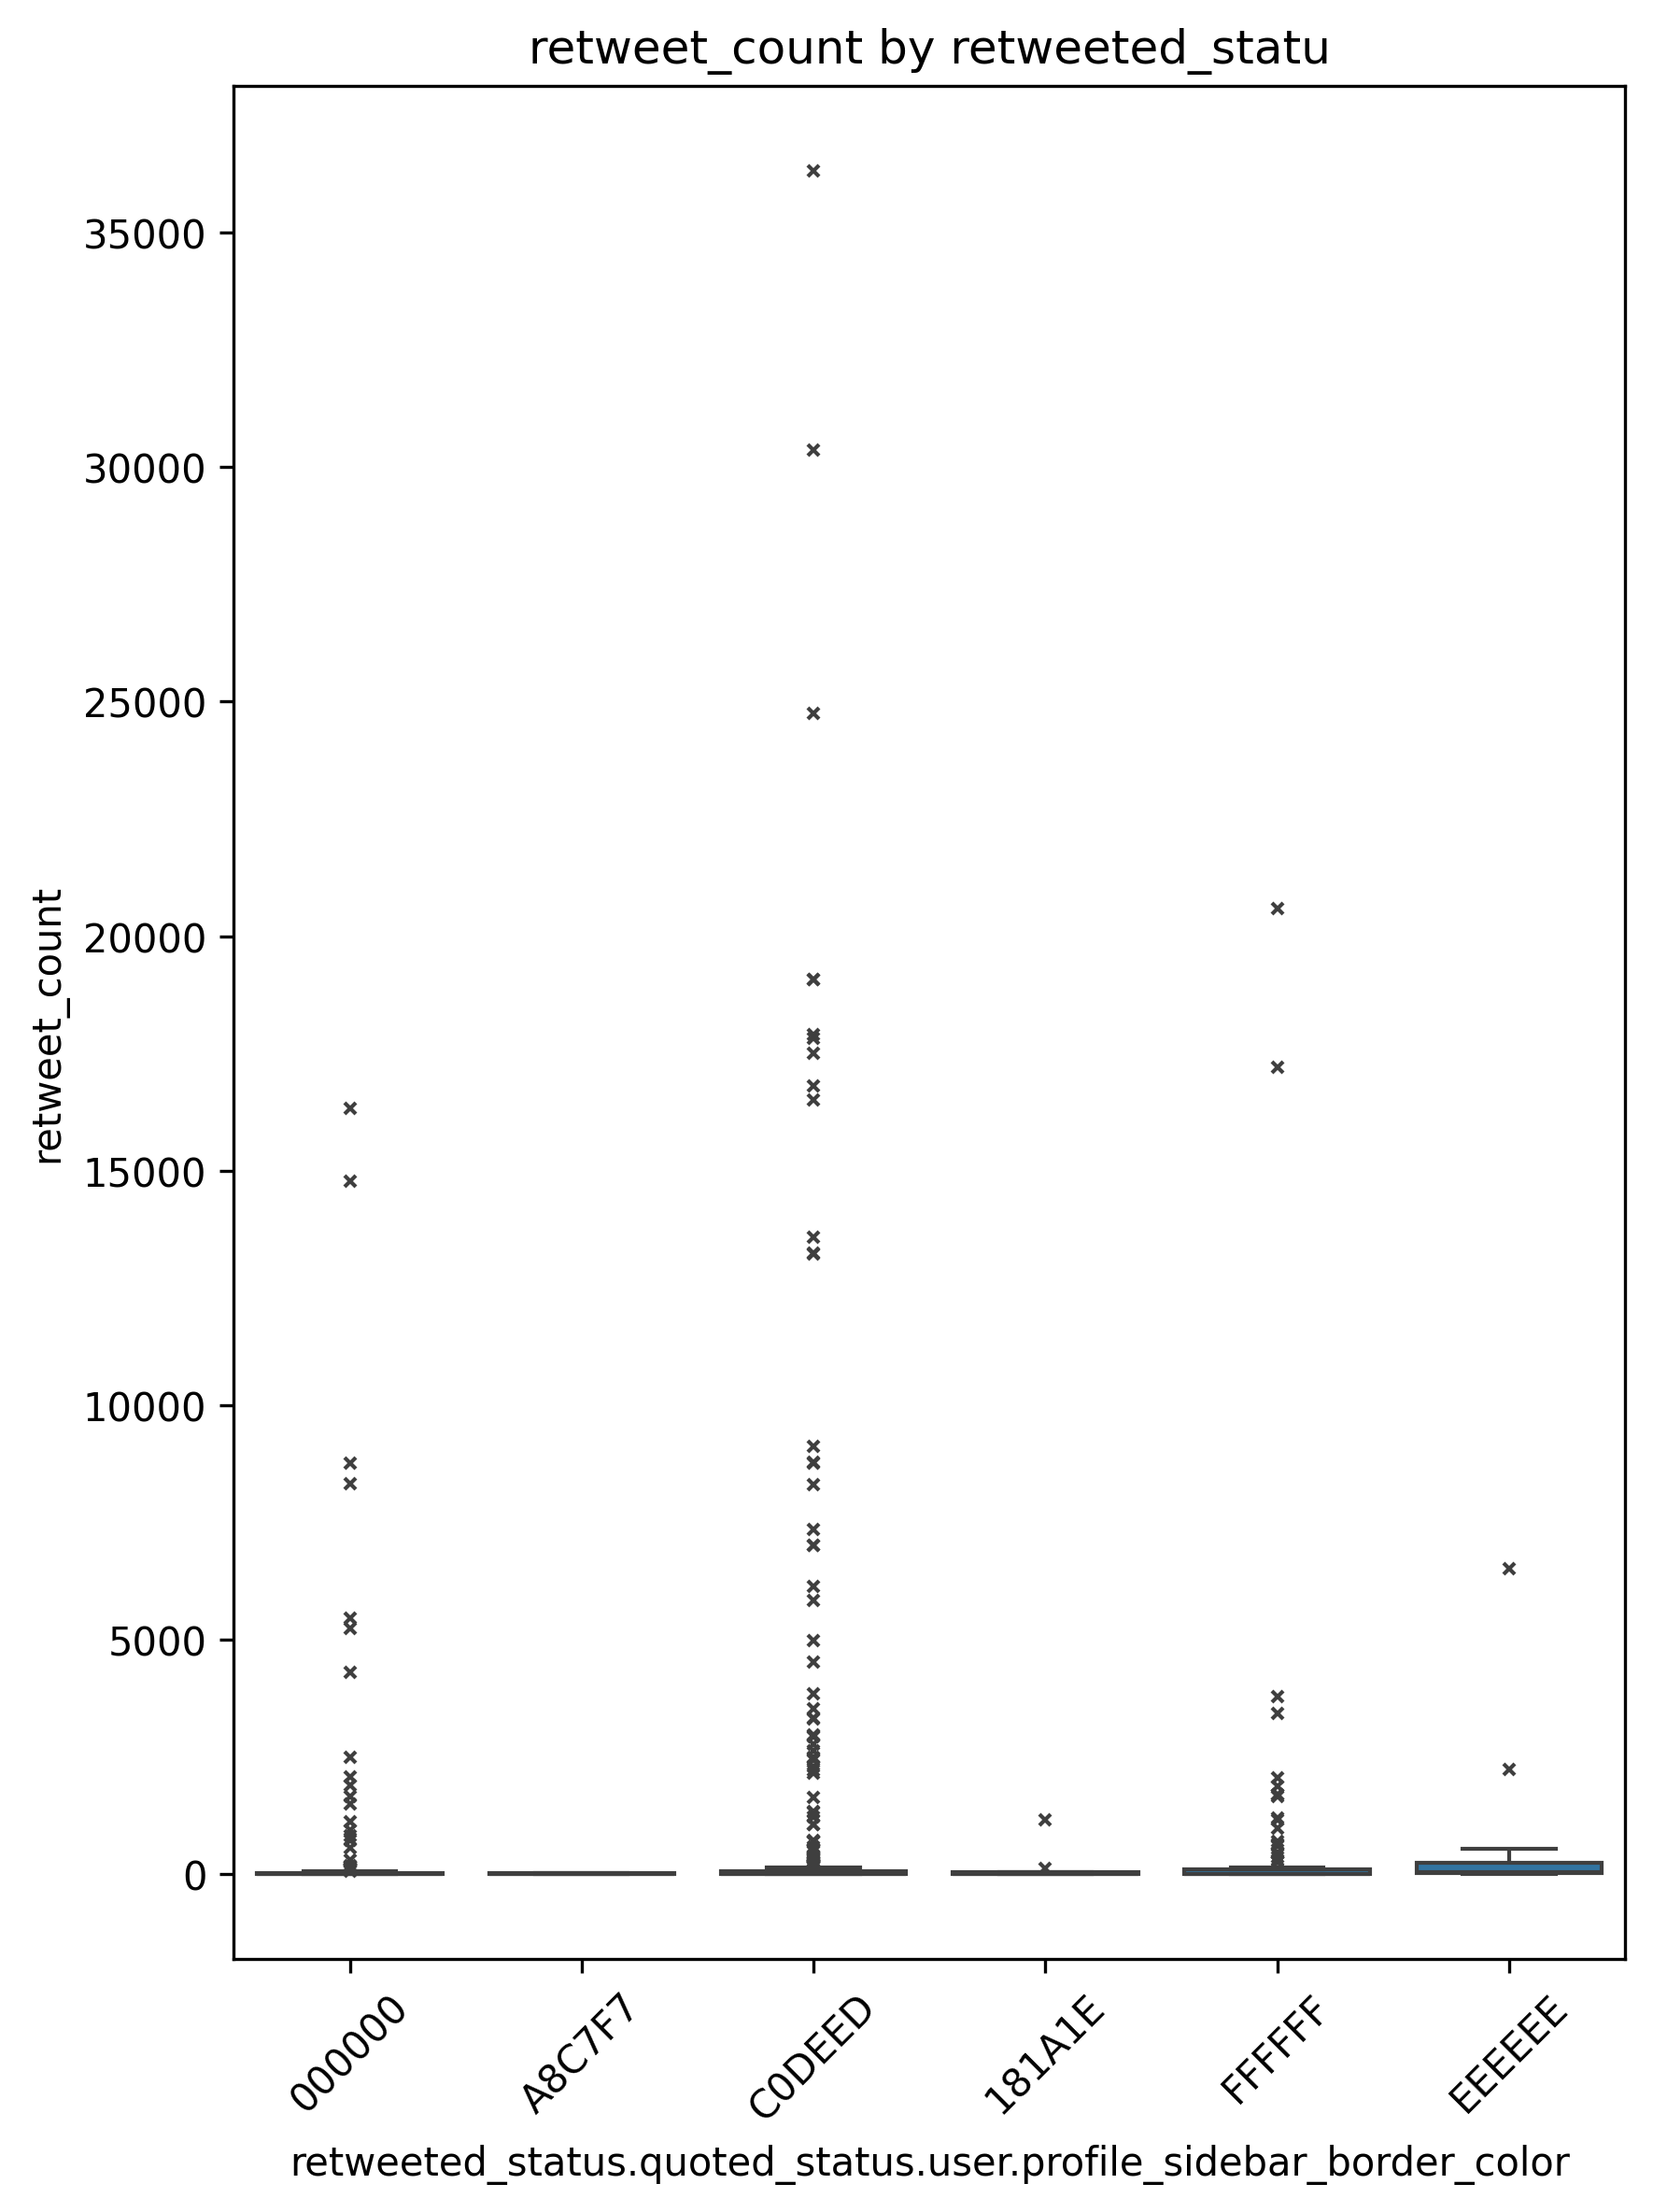 retweet_count by retweeted_statu
35000
30000
25000
20000
15000
10000
5000
0
retweet_count
000000
A8C7F7
C0DEED
181A1E
FFFFFF
EEEEEE
retweeted_status.quoted_status.user.profile_sidebar_border_color